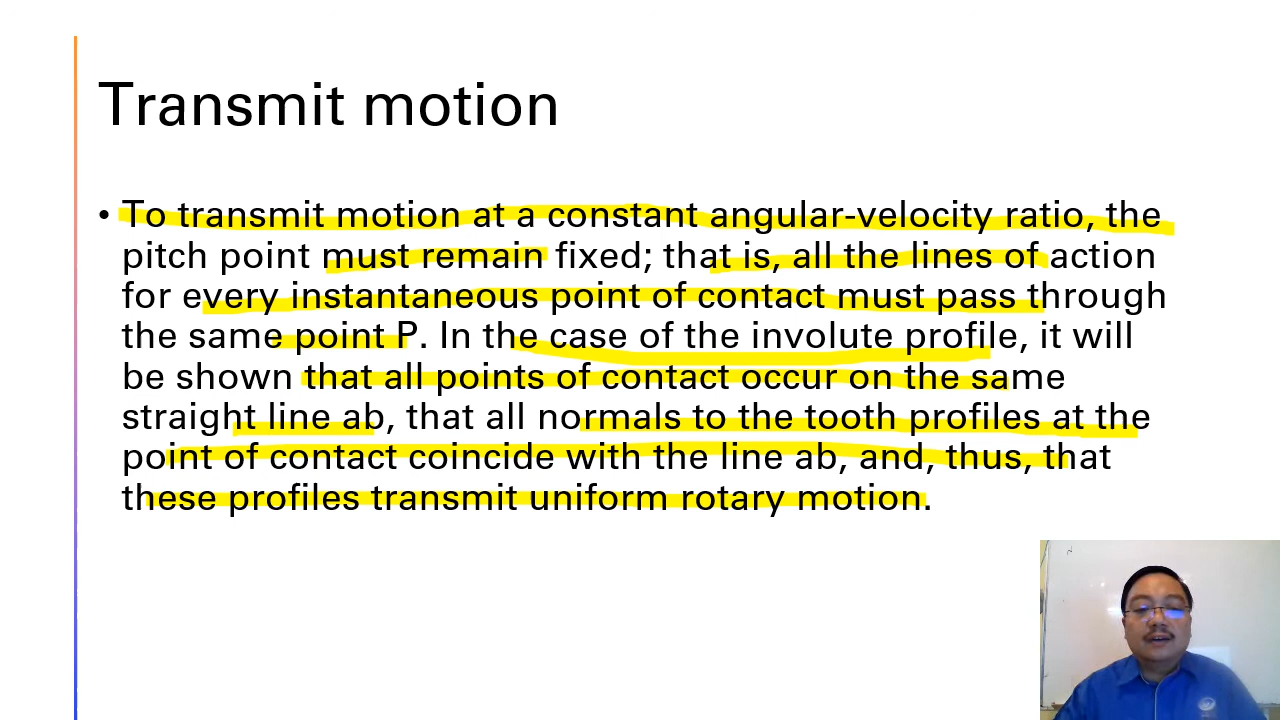 Transmit motion
• To transmit motion at a constant angular-velocity ratio, the
pitch point must remain fixed; that is, all the lines of action
for every instantaneous point of contact must pass through
the same point P. In the case of the involute profile, it will
be shown that all points of contact occur on the same
straight line ab, that all normals to the tooth profiles at the
point of contact coincide with the line ab, and, thus, that
these profiles transmit uniform rotary motion.